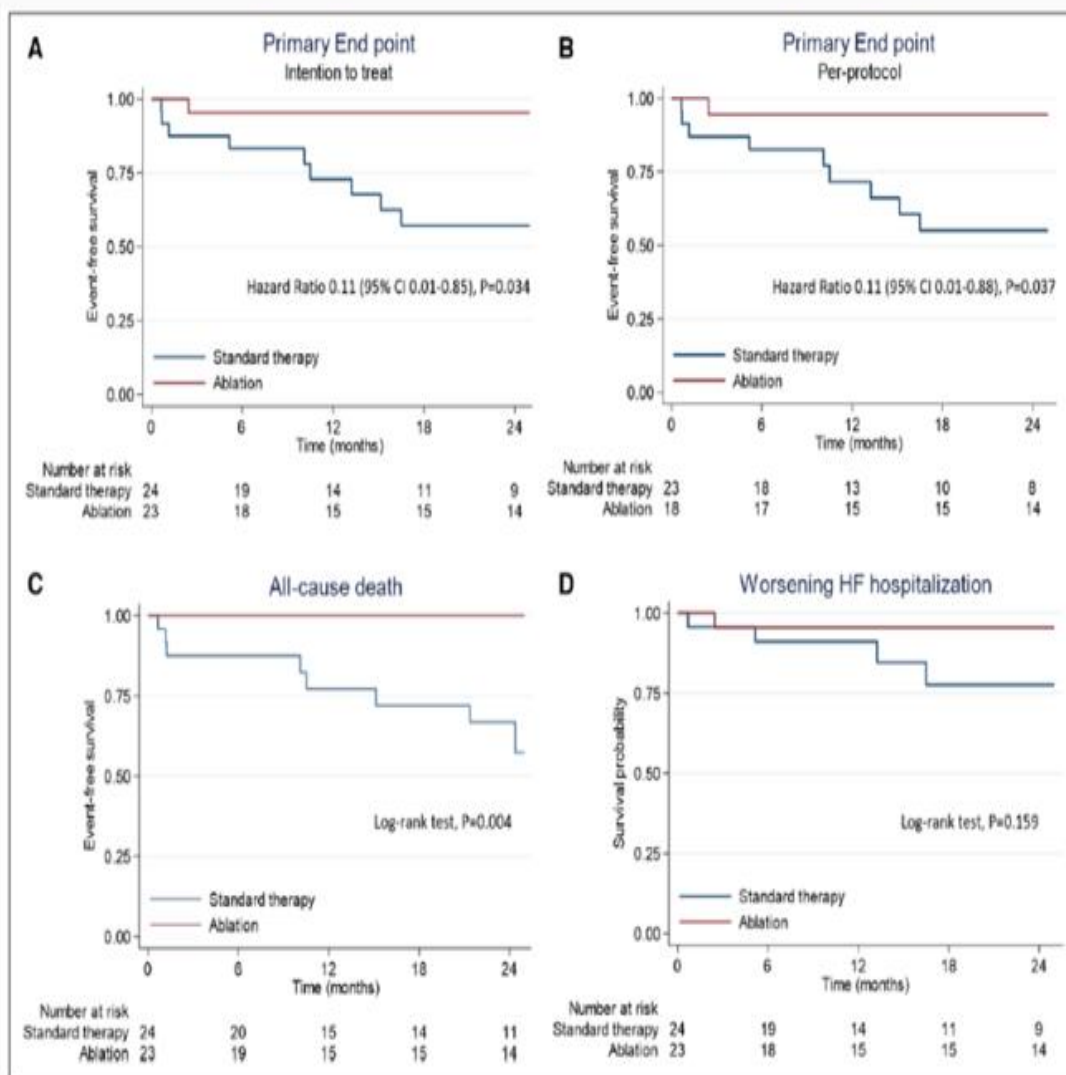 A
Primary End point
Intention to treat
1.00
0.75
0.50
0.25
0.00
Event-free survival
Hazard Ratio 0.11 (95% CI 0.01-0.85), P=0.034
Standard therapy
Ablation
0 6 12 18 24
Time (months)
Number at risk
Standard therapy 24 19 14 11 9
Ablation 23 18 15 15 14
B
Primary End point
Per-protocol
1.00
0.75
0.50
0.25
0.00
Event-free survival
Hazard Ratio 0.11 (95% CI 0.01-0.88), P=0.037
Standard therapy
Ablation
0 6 12 18 24
Time (months)
Number at risk
Standard therapy 23 18 13 10 8
Ablation 18 17 15 15 14
C
All-cause death
1.00
0.75
0.50
0.25
0.00
Event-free survival
Log-rank test, P=0.004
Standard therapy
Ablation
0 6 12 18 24
Time (months)
Number at risk
Standard therapy 24 20 15 14 11
Ablation 23 19 15 15 14
D
Worsening HF hospitalization
1.00
0.75
0.50
0.25
0.00
Survival probability
Log-rank test, P=0.159
Standard therapy
Ablation
0 6 12 18 24
Time (months)
Number at risk
Standard therapy 24 19 14 11 9
Ablation 23 18 15 15 14